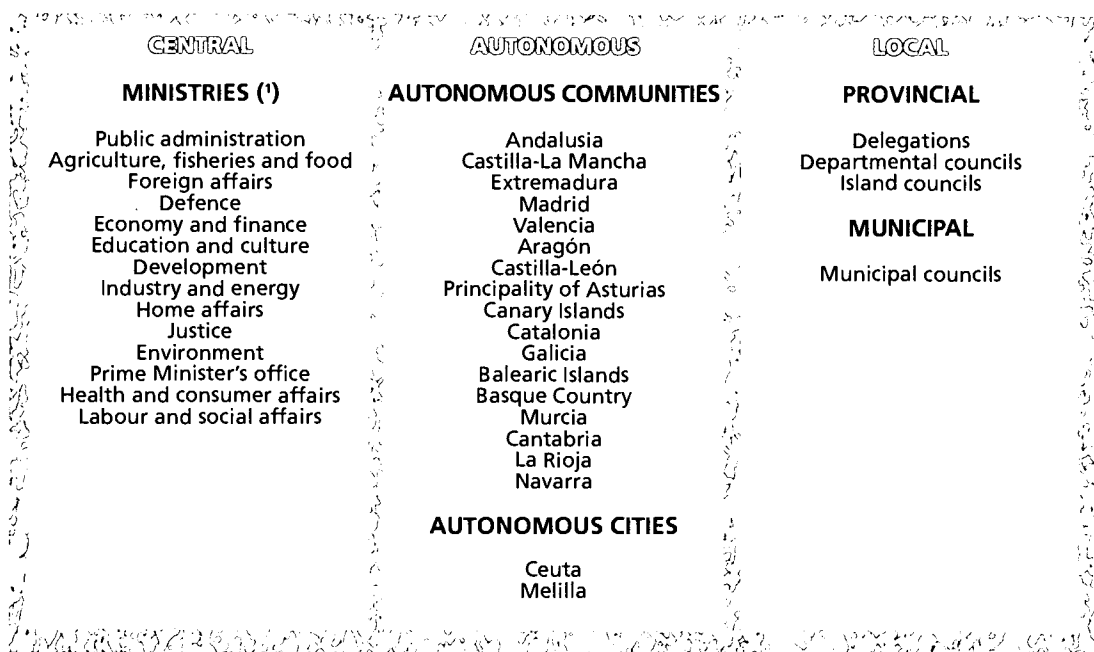 CENTRAL
MINISTRIES (¹)
Public administration
Agriculture, fisheries and food
Foreign affairs
Defence
Economy and finance
Education and culture
Development
Industry and energy
Home affairs
Justice
Environment
Prime Minister's office
Health and consumer affairs
Labour and social affairs
AUTONOMOUS
AUTONOMOUS COMMUNITIES
Andalusia
Castilla-La Mancha
Extremadura
Madrid
Valencia
Aragón
Castilla-León
Principality of Asturias
Canary Islands
Catalonia
Galicia
Balearic Islands
Basque Country
Murcia
Cantabria
La Rioja
Navarra
AUTONOMOUS CITIES
Ceuta
Melilla
LOCAL
PROVINCIAL
Delegations
Departmental councils
Island councils
MUNICIPAL
Municipal councils